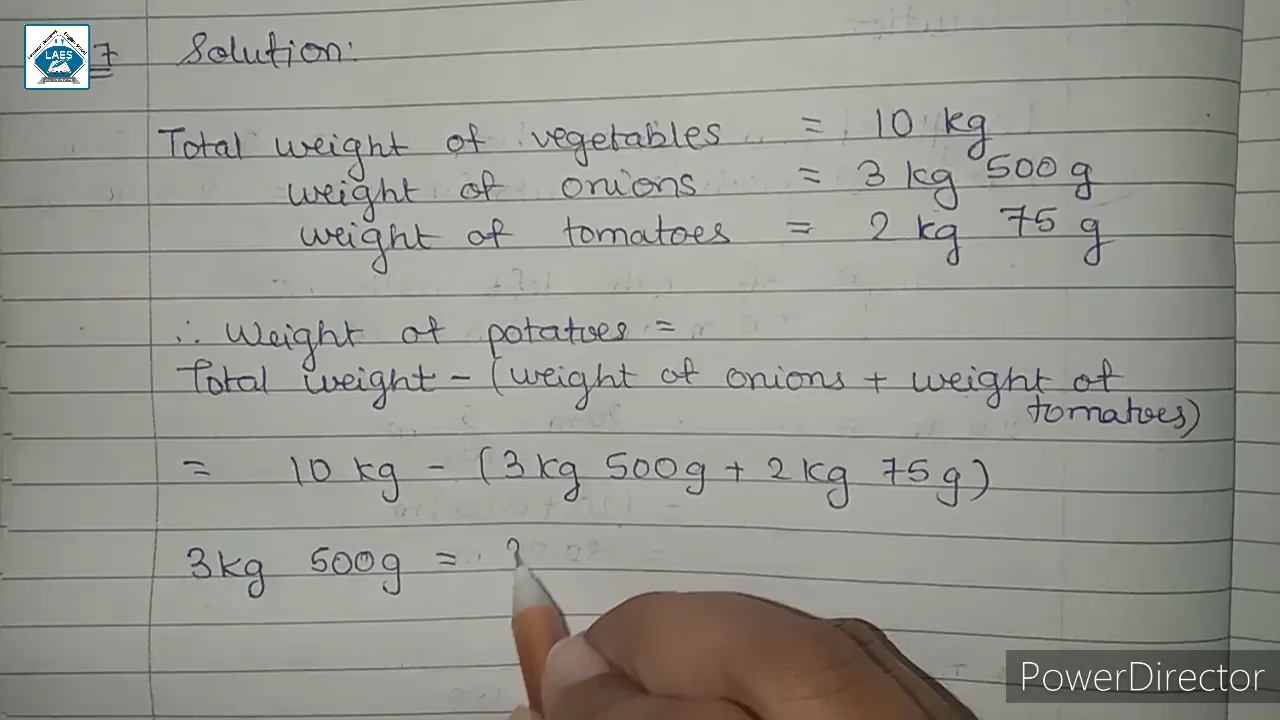 LAES
7 Solution:
Total weight of vegetables = 10 kg
weight of onions = 3 kg 500 g
weight of tomatoes = 2 kg 75 g
∴ Weight of potatoes =
Total weight - (weight of onions + weight of
tomatoes)
= 10 kg - (3 kg 500g + 2 kg 75g)
3kg 500g =
PowerDirector